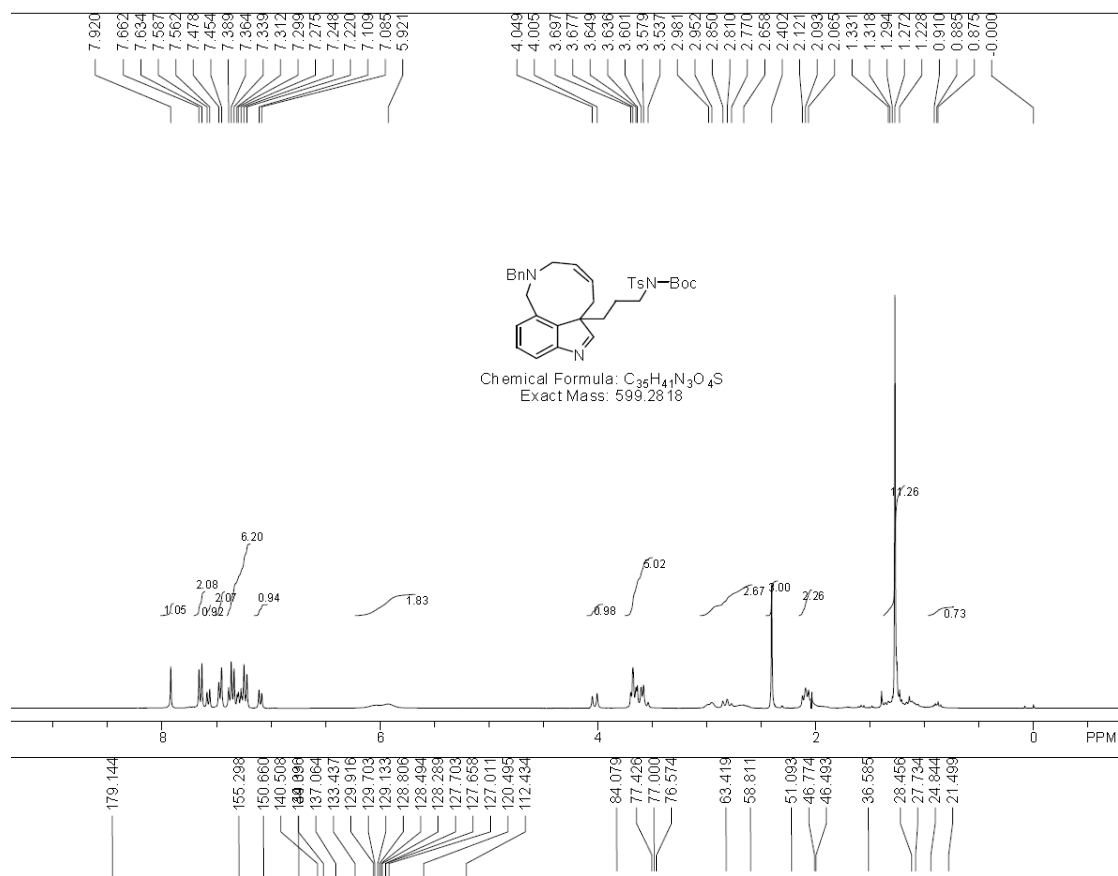 7.920 7.662 7.634 7.587 7.562 7.478 7.454 7.389 7.364 7.339 7.312 7.299 7.275 7.248 7.220 7.109 7.085 5.921 4.049 4.005 3.697 3.677 3.649 3.636 3.601 3.579 3.537 2.981 2.952 2.850 2.810 2.770 2.658 2.402 2.121 2.093 2.065 1.331 1.318 1.294 1.272 1.228 0.910 0.885 0.875 -0.000
BnN TsN Boc
N
Chemical Formula: C35H41N3O4S
Exact Mass: 599.2818
1.05 2.08 0.92 2.07 6.20 0.94 1.83 0.98 5.02 2.67 3.00 2.26 11.26 0.73
8 6 4 2 0 PPM
179.144 155.298 150.660 140.508 137.064 133.437 129.916 129.703 129.133 128.806 128.494 128.289 127.703 127.658 127.011 120.495 112.434 84.079 77.426 77.000 76.574 63.419 58.811 51.093 46.774 46.493 36.585 28.456 27.734 24.844 21.499